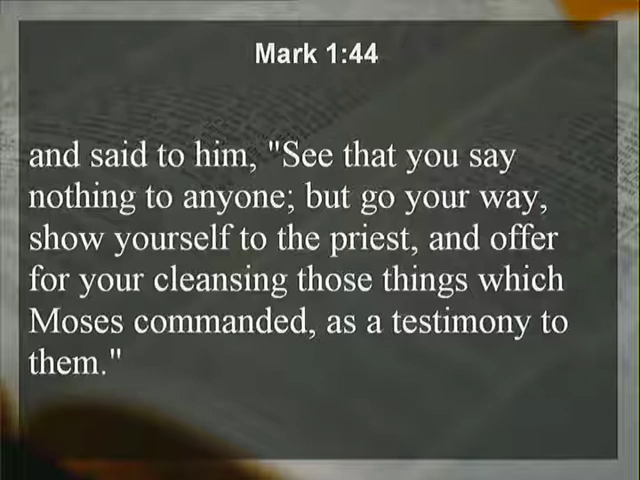 Mark 1:44
and said to him, "See that you say
nothing to anyone; but go your way,
show yourself to the priest, and offer
for your cleansing those things which
Moses commanded, as a testimony to
them."